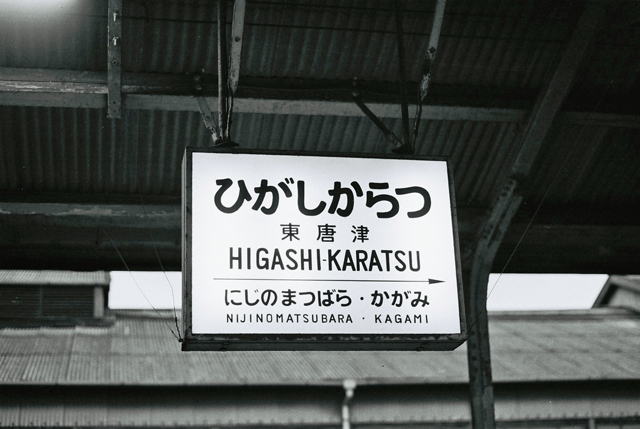 ひがしからつ
東唐津
HIGASHI-KARATSU
にじのまつばら・かがみ
NIJINOMATSUBARA · KAGAMI